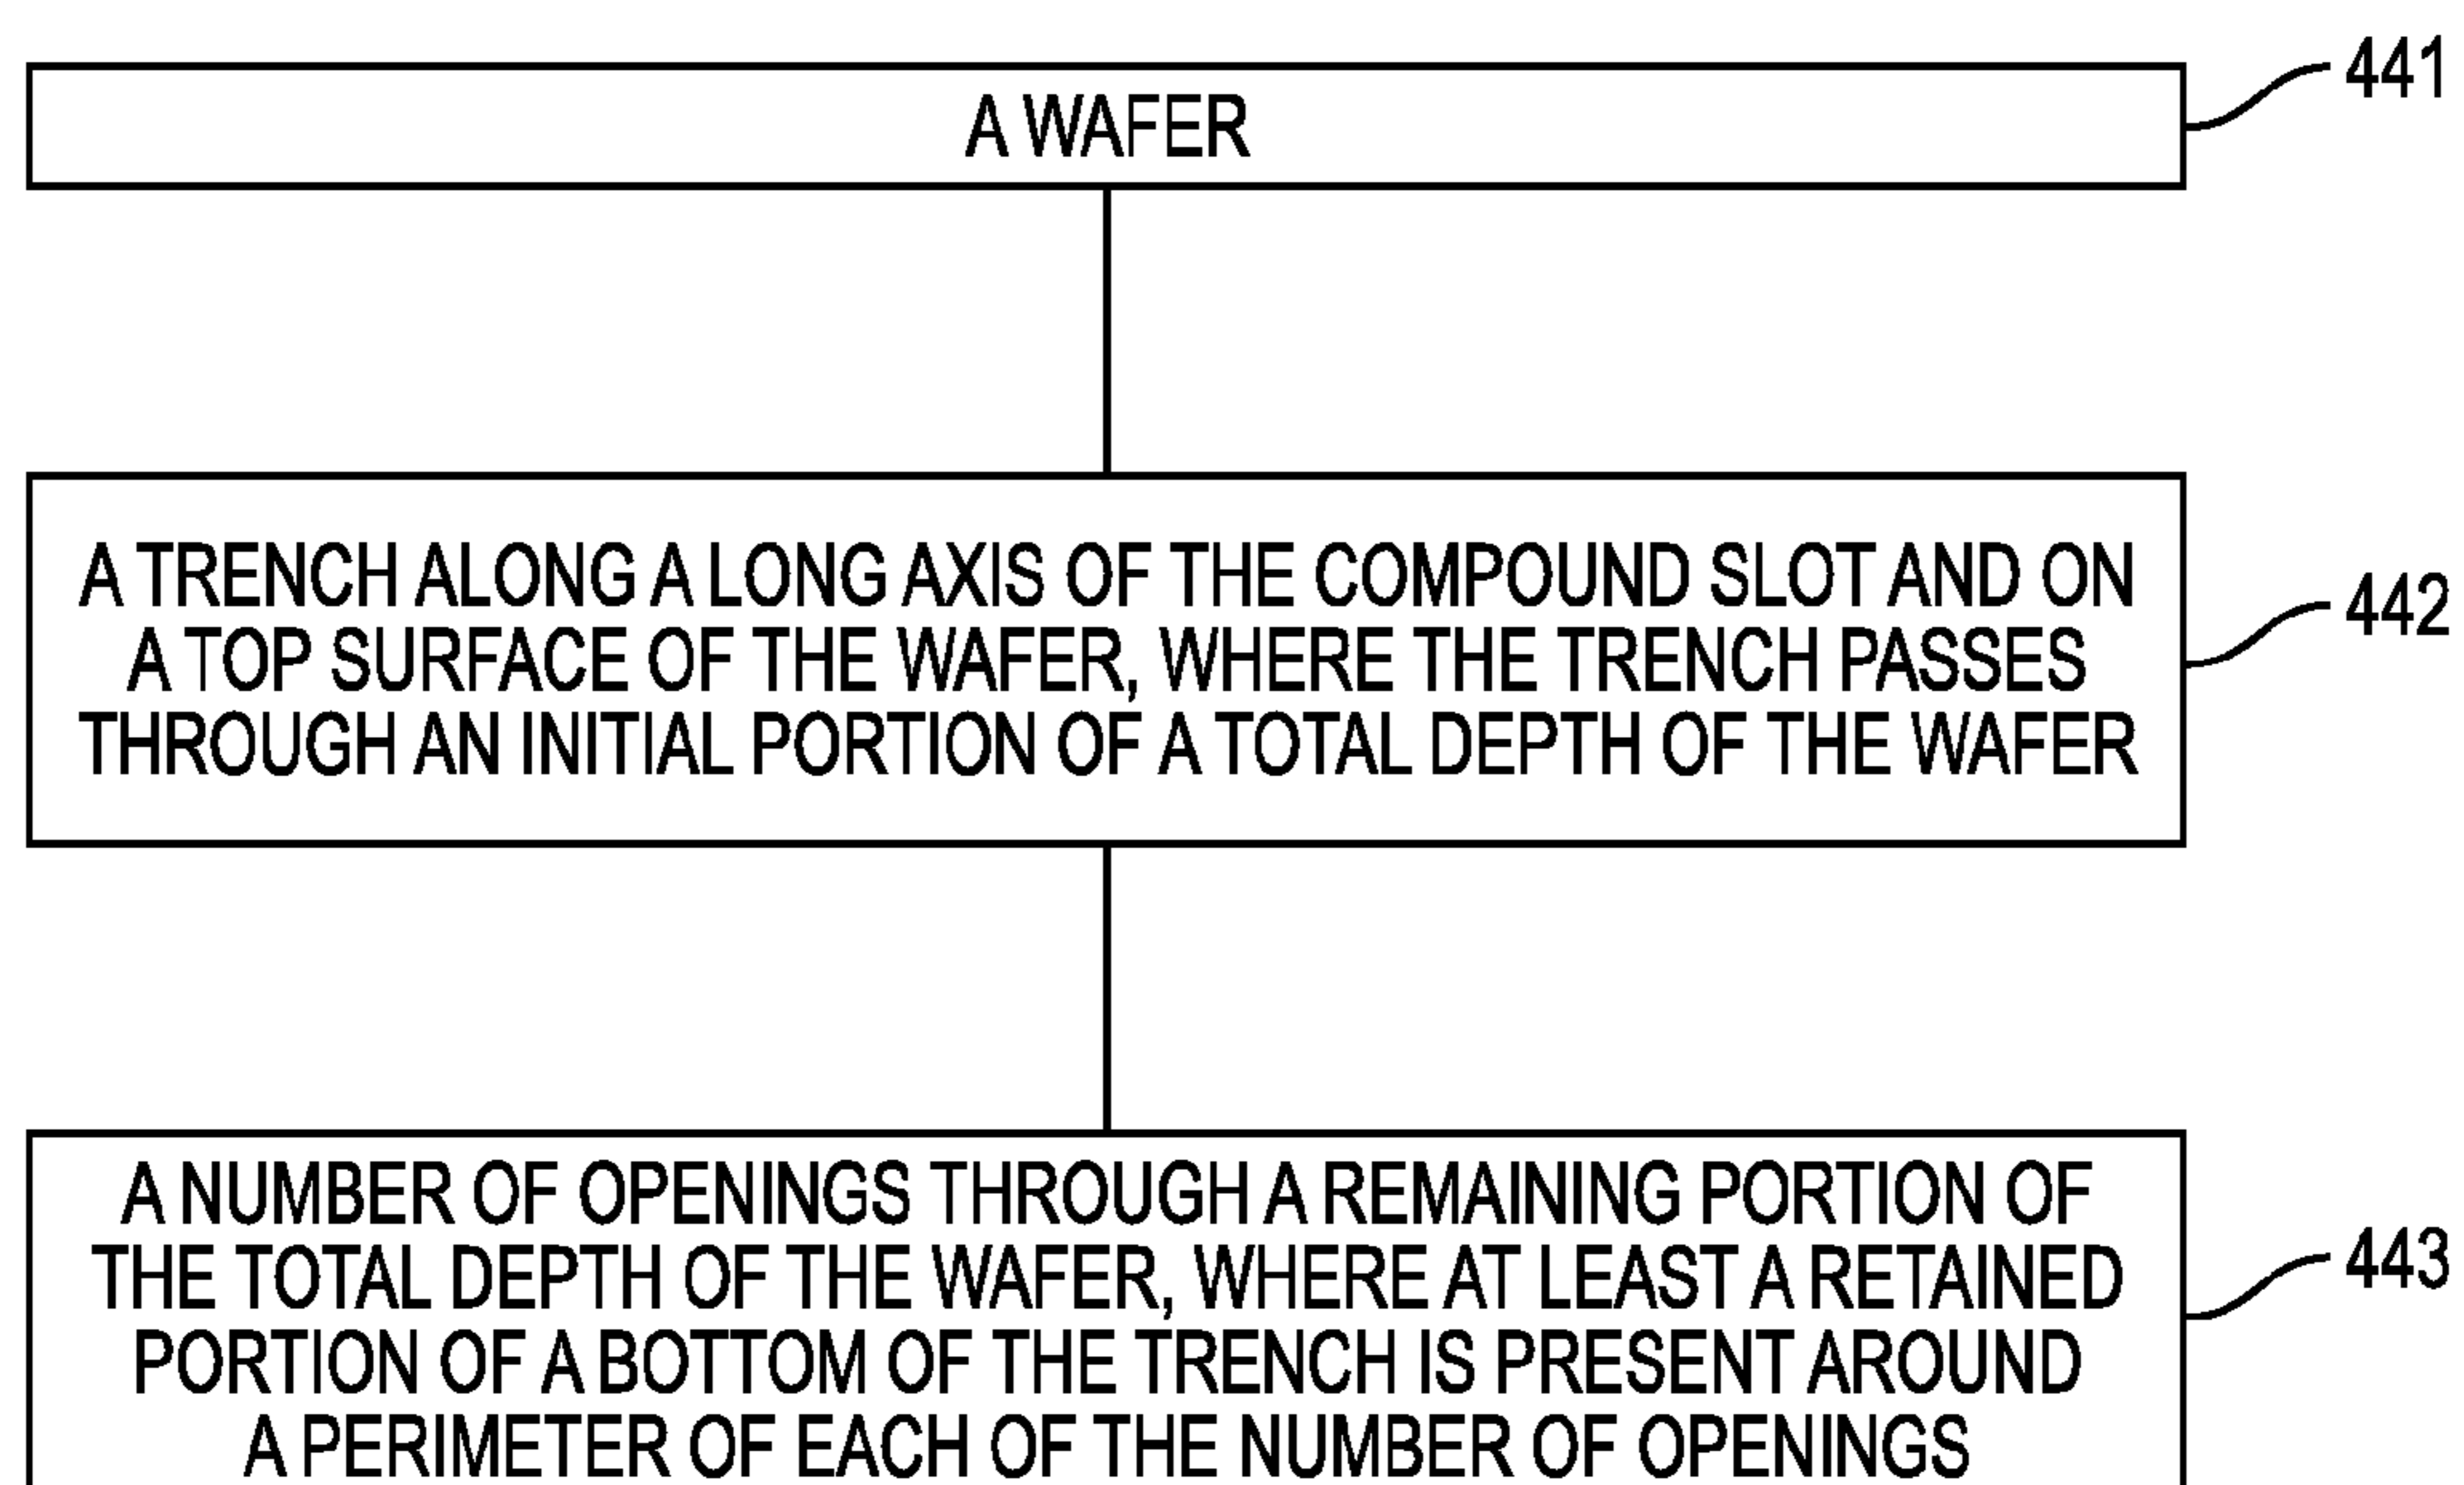 A WAFER
441
A TRENCH ALONG A LONG AXIS OF THE COMPOUND SLOT AND ON
A TOP SURFACE OF THE WAFER, WHERE THE TRENCH PASSES
THROUGH AN INITIAL PORTION OF A TOTAL DEPTH OF THE WAFER
442
A NUMBER OF OPENINGS THROUGH A REMAINING PORTION OF
THE TOTAL DEPTH OF THE WAFER, WHERE AT LEAST A RETAINED
PORTION OF A BOTTOM OF THE TRENCH IS PRESENT AROUND
A PERIMETER OF EACH OF THE NUMBER OF OPENINGS
443